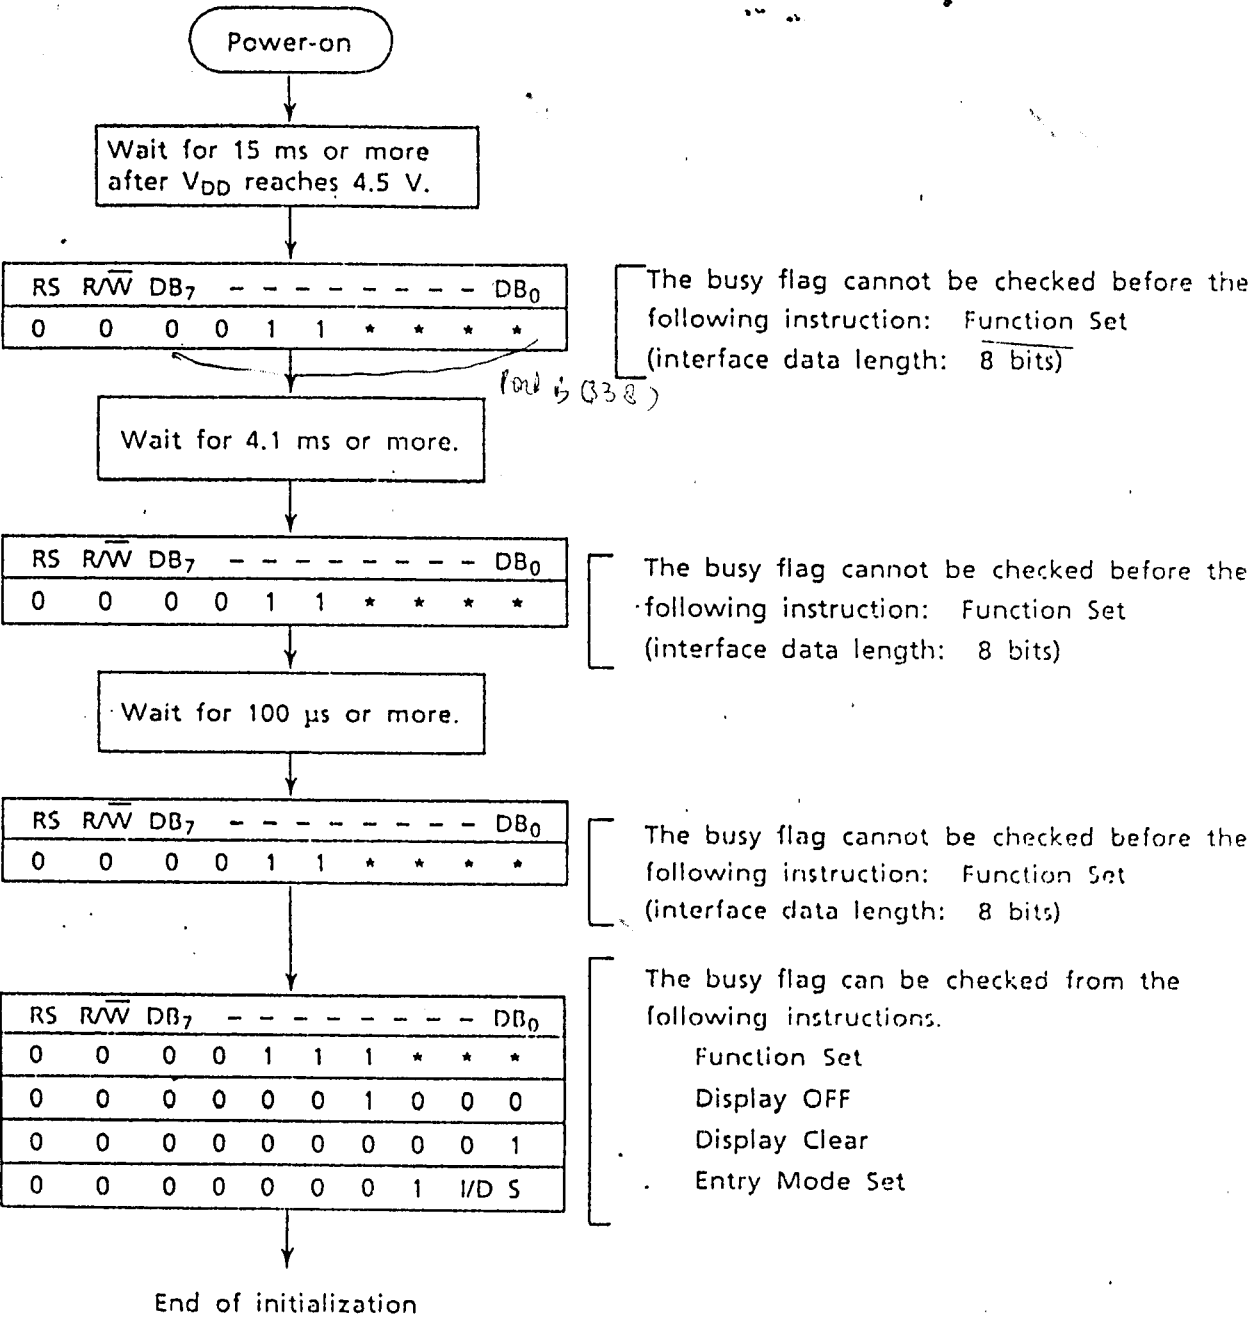 Power-on
Wait for 15 ms or more
after VDD reaches 4.5 V.
RS R/W̅ DB7 - - - - - - - - DB0
0 0 0 0 1 1 * * * *
The busy flag cannot be checked before the
following instruction: Function Set
(interface data length: 8 bits)
Wait for 4.1 ms or more.
RS R/W̅ DB7 - - - - - - - - DB0
0 0 0 0 1 1 * * * *
The busy flag cannot be checked before the
following instruction: Function Set
(interface data length: 8 bits)
Wait for 100 µs or more.
RS R/W̅ DB7 - - - - - - - - DB0
0 0 0 0 1 1 * * * *
The busy flag cannot be checked before the
following instruction: Function Set
(interface data length: 8 bits)
RS R/W̅ DB7 - - - - - - - - DB0
0 0 0 0 1 1 1 * * *
0 0 0 0 0 0 1 0 0 0
0 0 0 0 0 0 0 0 0 1
0 0 0 0 0 0 0 1 I/D S
The busy flag can be checked from the
following instructions.
Function Set
Display OFF
Display Clear
Entry Mode Set
End of initialization